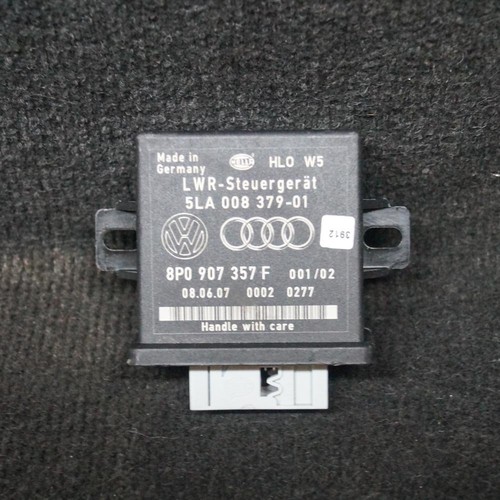 Made in
Germany
HELLA
HLO W5
LWR-Steuergerät
5LA 008 379-01
3912
8P0 907 357 F 001/02
08.06.07 0002 0277
Handle with care